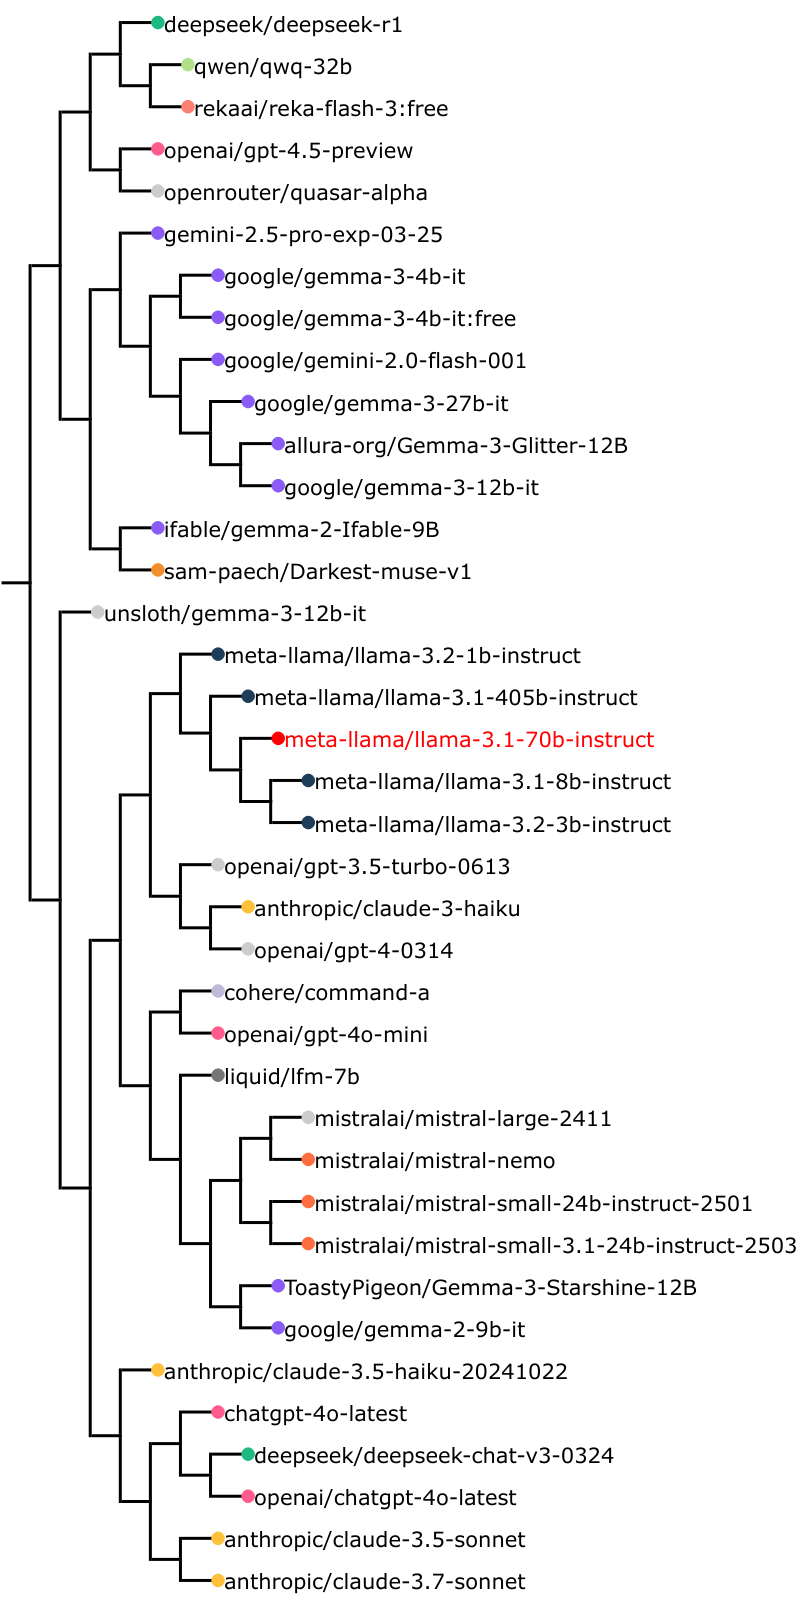 deepseek/deepseek-r1
qwen/qwq-32b
rekaai/reka-flash-3:free
openai/gpt-4.5-preview
openrouter/quasar-alpha
gemini-2.5-pro-exp-03-25
google/gemma-3-4b-it
google/gemma-3-4b-it:free
google/gemini-2.0-flash-001
google/gemma-3-27b-it
allura-org/Gemma-3-Glitter-12B
google/gemma-3-12b-it
ifable/gemma-2-Ifable-9B
sam-paech/Darkest-muse-v1
unsloth/gemma-3-12b-it
meta-llama/llama-3.2-1b-instruct
meta-llama/llama-3.1-405b-instruct
meta-llama/llama-3.1-70b-instruct
meta-llama/llama-3.1-8b-instruct
meta-llama/llama-3.2-3b-instruct
openai/gpt-3.5-turbo-0613
anthropic/claude-3-haiku
openai/gpt-4-0314
cohere/command-a
openai/gpt-4o-mini
liquid/lfm-7b
mistralai/mistral-large-2411
mistralai/mistral-nemo
mistralai/mistral-small-24b-instruct-2501
mistralai/mistral-small-3.1-24b-instruct-2503
ToastyPigeon/Gemma-3-Starshine-12B
google/gemma-2-9b-it
anthropic/claude-3.5-haiku-20241022
chatgpt-4o-latest
deepseek/deepseek-chat-v3-0324
openai/chatgpt-4o-latest
anthropic/claude-3.5-sonnet
anthropic/claude-3.7-sonnet